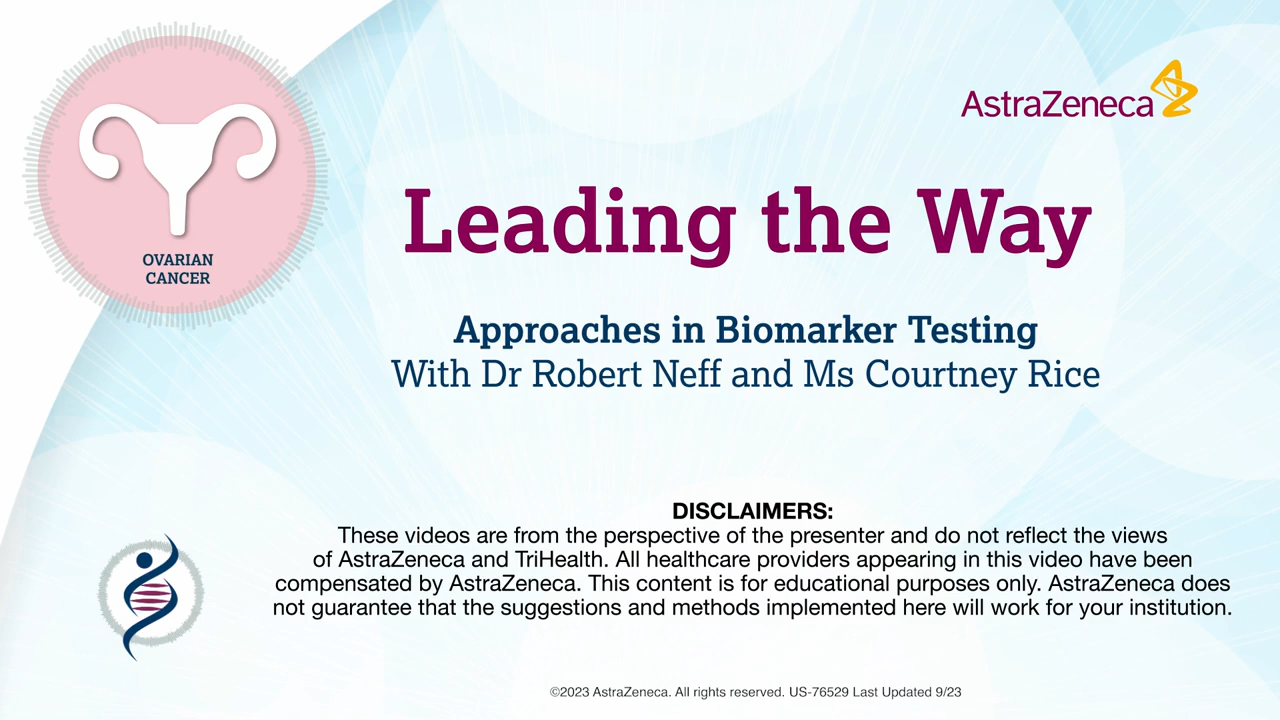 OVARIAN
CANCER
AstraZeneca
Leading the Way
Approaches in Biomarker Testing
With Dr Robert Neff and Ms Courtney Rice
DISCLAIMERS:
These videos are from the perspective of the presenter and do not reflect the views
of AstraZeneca and TriHealth. All healthcare providers appearing in this video have been
compensated by AstraZeneca. This content is for educational purposes only. AstraZeneca does
not guarantee that the suggestions and methods implemented here will work for your institution.
©2023 AstraZeneca. All rights reserved. US-76529 Last Updated 9/23